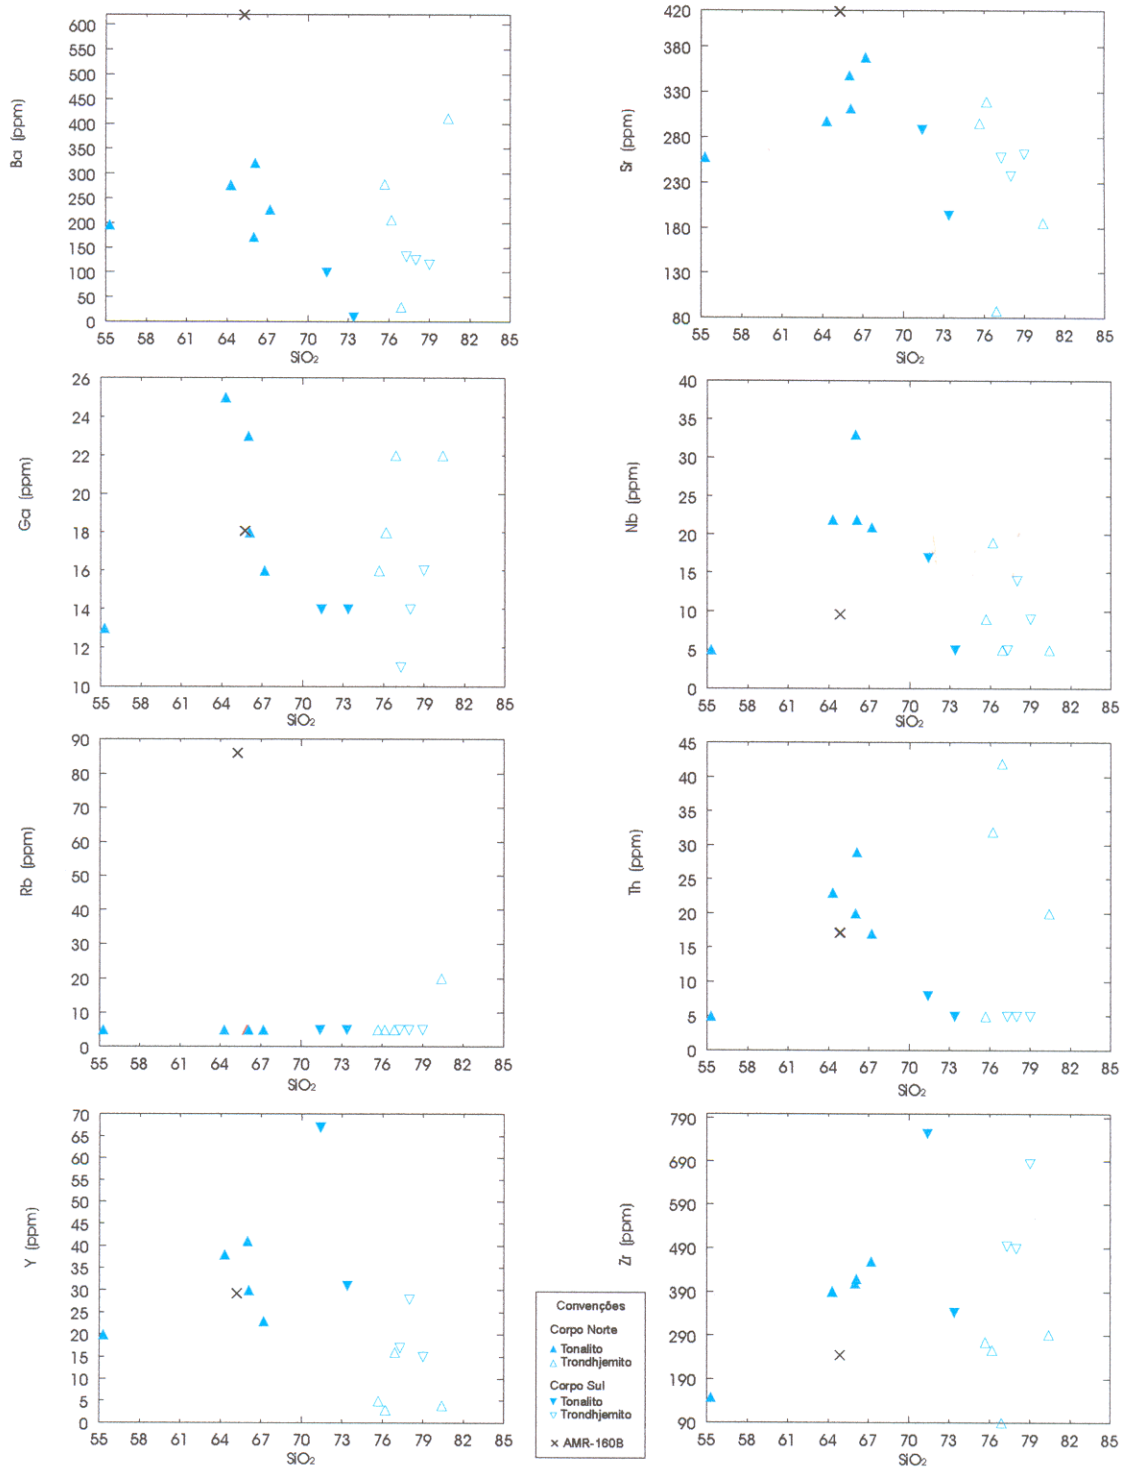 600
550
500
450
400
350
300
250
200
150
100
50
0
Ba (ppm)
55 58 61 64 67 70 73 76 79 82 85
SiO₂
420
380
330
280
230
180
130
80
Sr (ppm)
55 58 61 64 67 70 73 76 79 82 85
SiO₂
26
24
22
20
18
16
14
12
10
Ga (ppm)
55 58 61 64 67 70 73 76 79 82 85
SiO₂
40
35
30
25
20
15
10
5
0
Nb (ppm)
55 58 61 64 67 70 73 76 79 82 85
SiO₂
90
80
70
60
50
40
30
20
10
0
Rb (ppm)
55 58 61 64 67 70 73 76 79 82 85
SiO₂
45
40
35
30
25
20
15
10
5
0
Th (ppm)
55 58 61 64 67 70 73 76 79 82 85
SiO₂
70
65
60
55
50
45
40
35
30
25
20
15
10
5
0
Y (ppm)
55 58 61 64 67 70 73 76 79 82 85
SiO₂
790
690
590
490
390
290
190
90
Zr (ppm)
55 58 61 64 67 70 73 76 79 82 85
SiO₂
Convenções
Corpo Norte
Tonalito
Trondhjemito
Corpo Sul
Tonalito
Trondhjemito
AMR-160B